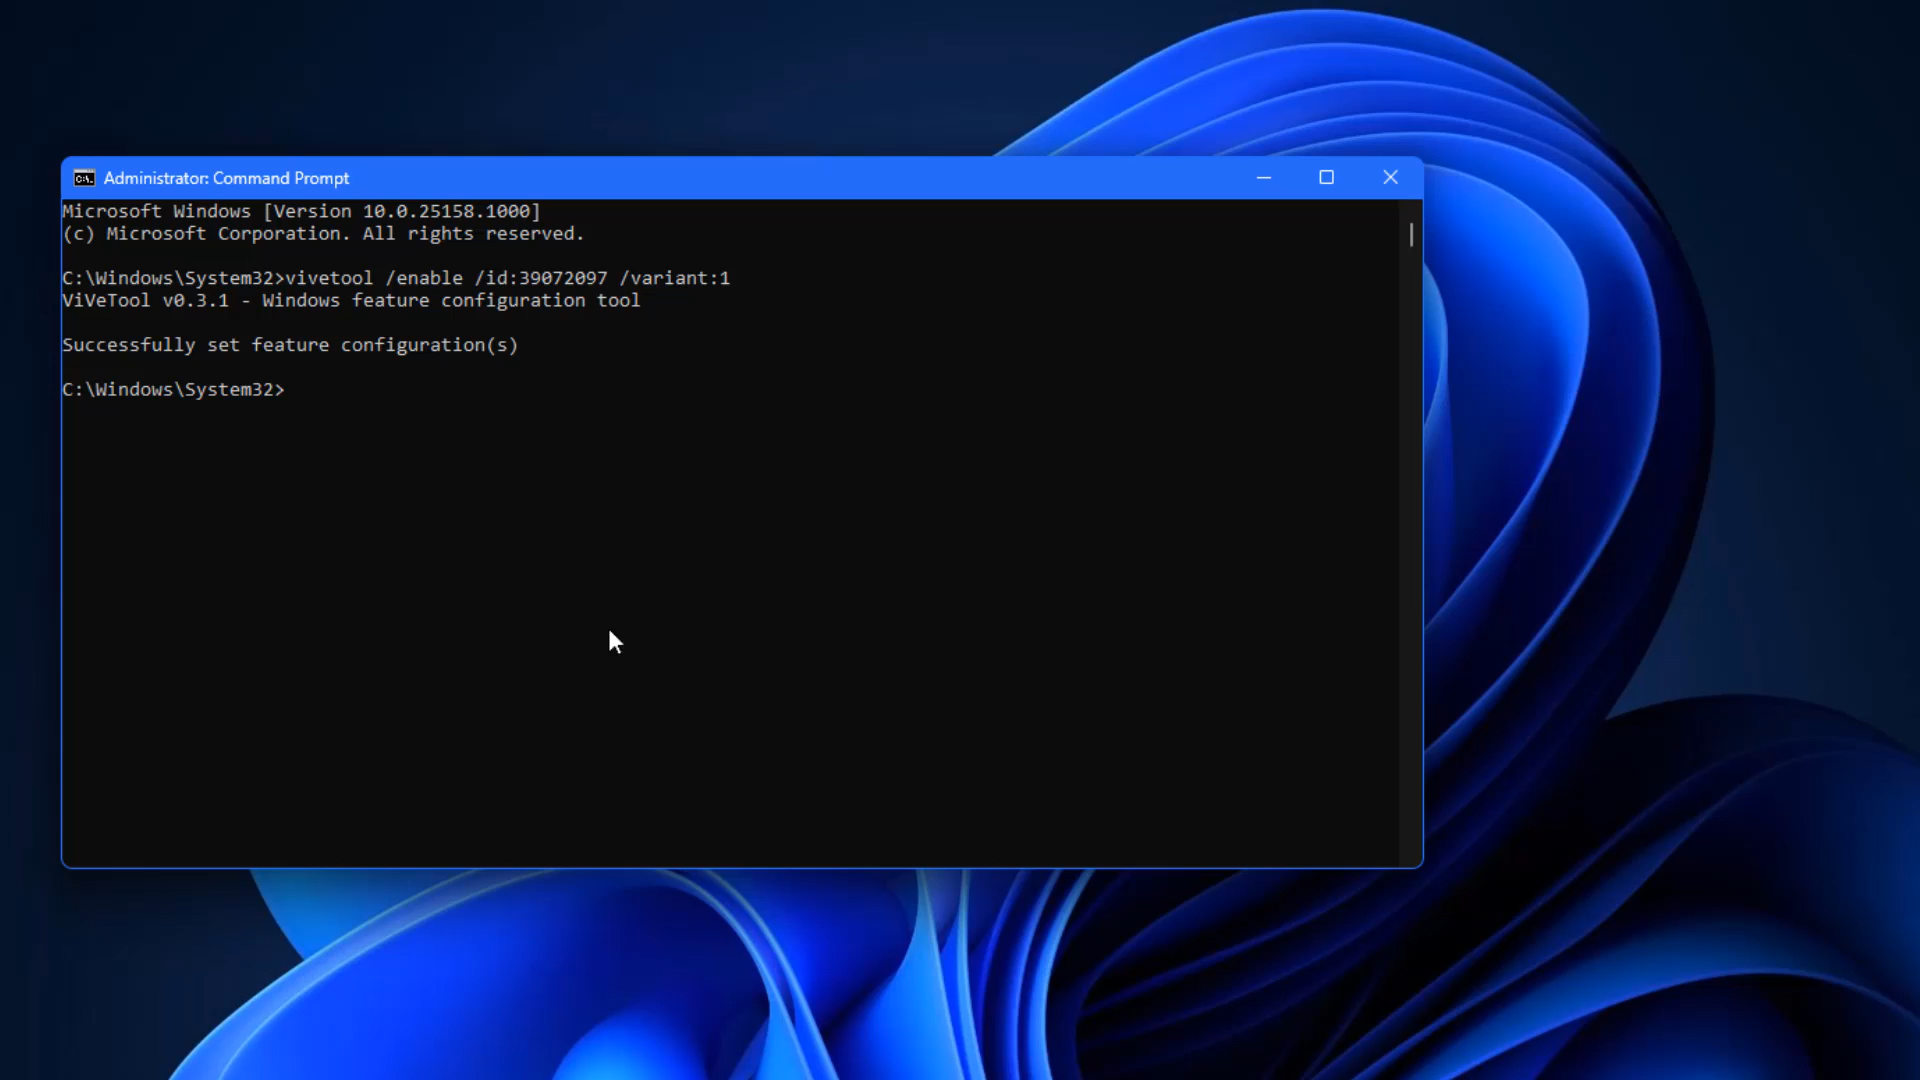 Administrator: Command Prompt
Microsoft Windows [Version 10.0.25158.1000]
(c) Microsoft Corporation. All rights reserved.
C:\Windows\System32>vivetool /enable /id:39072097 /variant:1
ViVeTool v0.3.1 - Windows feature configuration tool
Successfully set feature configuration(s)
C:\Windows\System32>